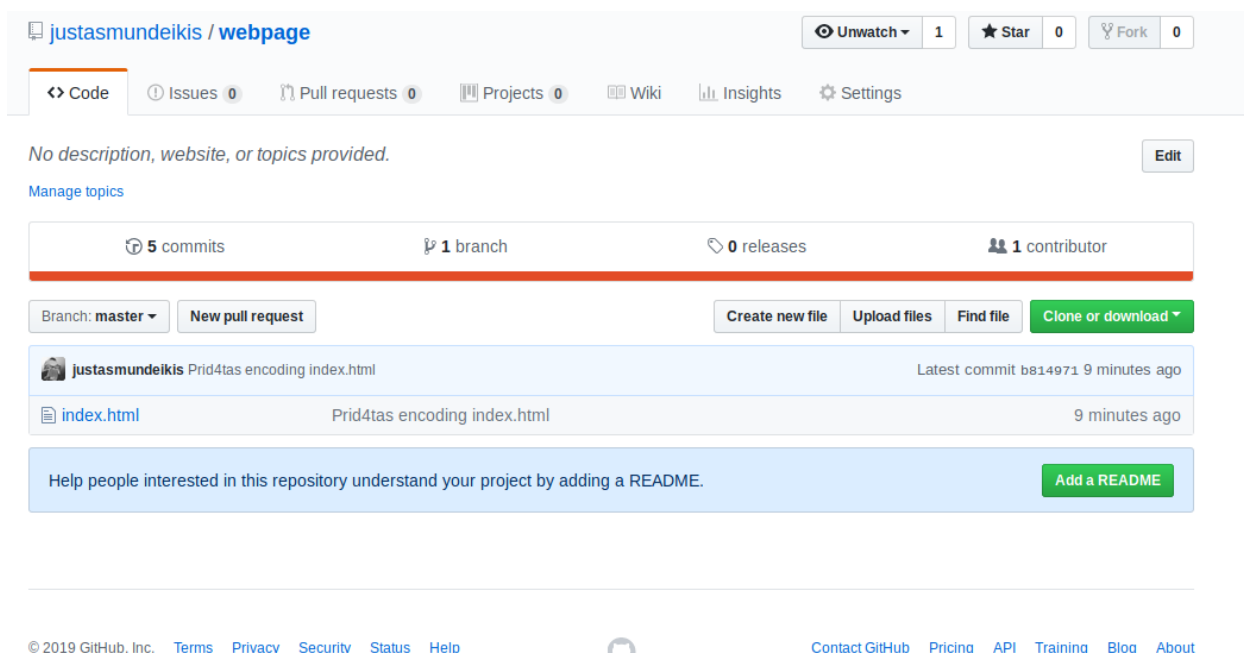 justasmundeikis / webpage Unwatch 1 Star 0 Fork 0
Code Issues 0 Pull requests 0 Projects 0 Wiki Insights Settings
No description, website, or topics provided. Edit
Manage topics
5 commits 1 branch 0 releases 1 contributor
Branch: master New pull request Create new file Upload files Find file Clone or download
justasmundeikis Prid4tas encoding index.html Latest commit b814971 9 minutes ago
index.html Prid4tas encoding index.html 9 minutes ago
Help people interested in this repository understand your project by adding a README. Add a README
© 2019 GitHub, Inc. Terms Privacy Security Status Help Contact GitHub Pricing API Training Blog About